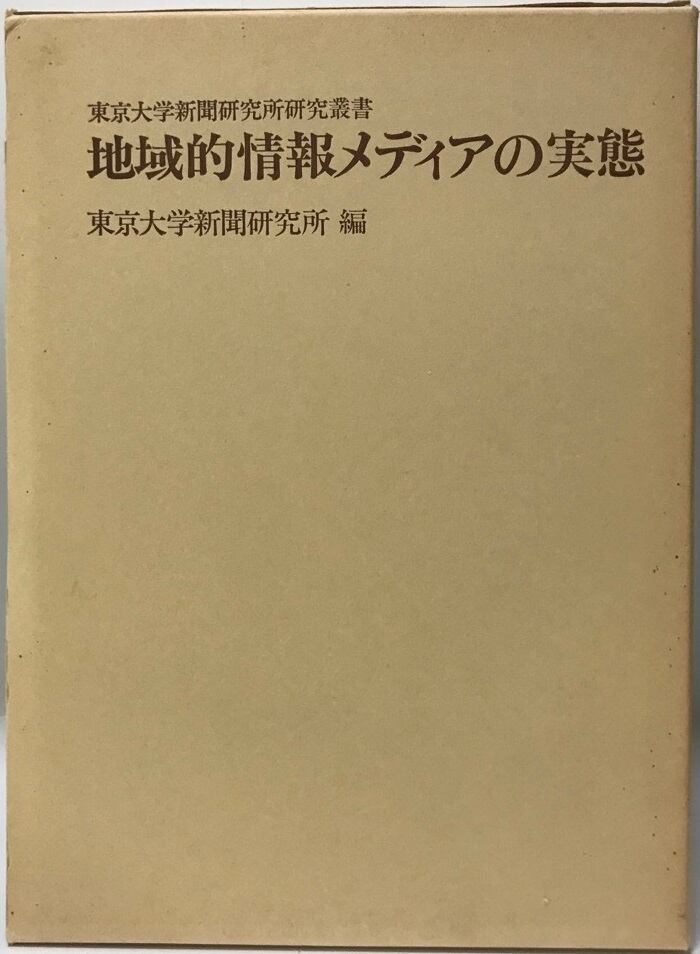 東京大学新聞研究所研究叢書
地域的情報メディアの実態
東京大学新聞研究所 編